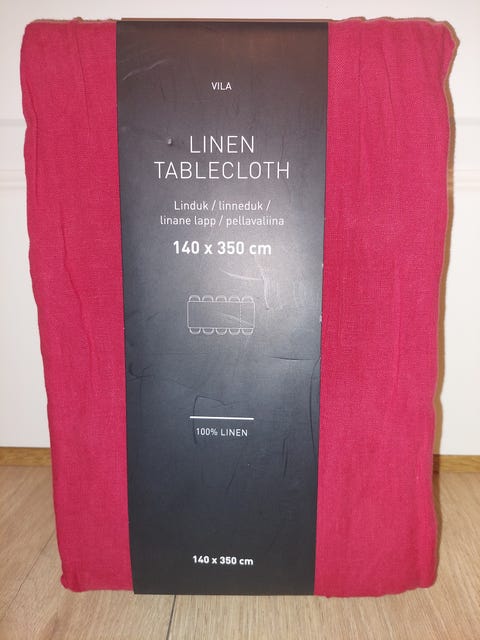 VILA
LINEN
TABLECLOTH
Linduk / linneduk /
linane lapp / pellavaliina
140 x 350 cm
100% LINEN
140 x 350 cm